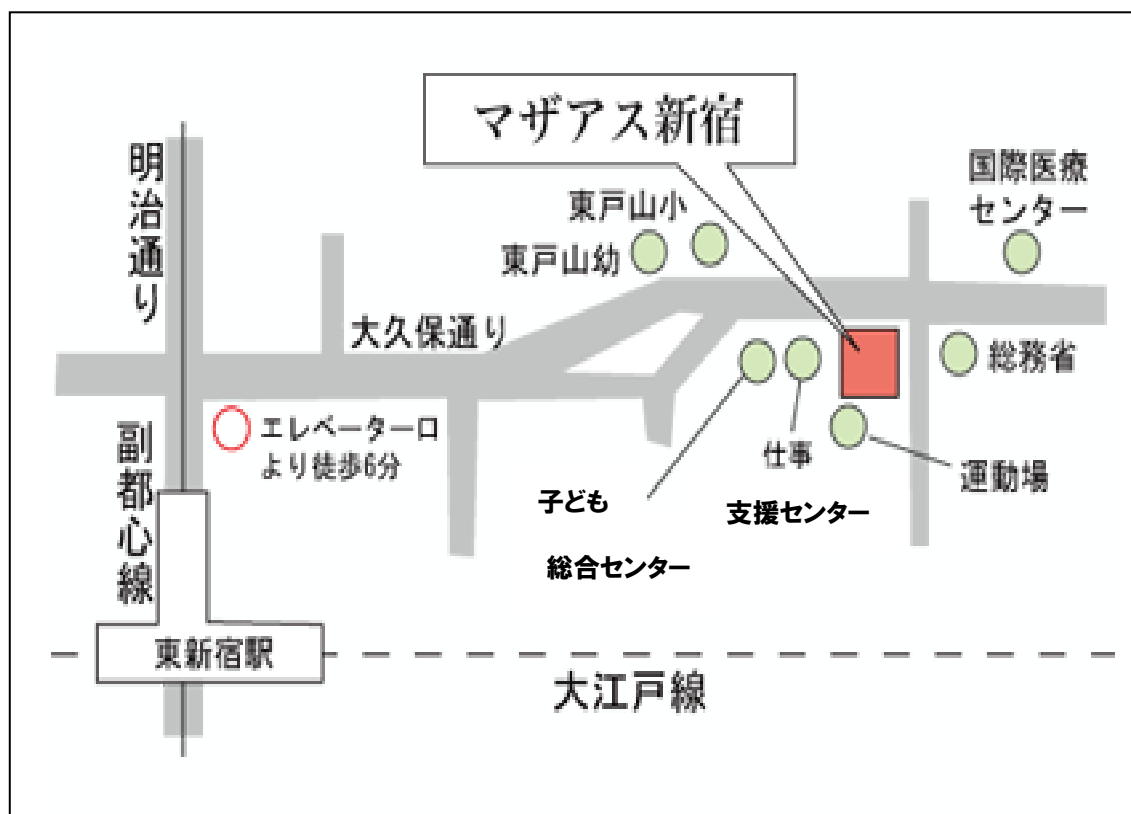 マザアス新宿
国際医療
センター
明治通り
東戸山小
東戸山幼
大久保通り
総務省
エレベーター口
より徒歩6分
仕事
運動場
副都心線
子ども
支援センター
総合センター
東新宿駅
大江戸線